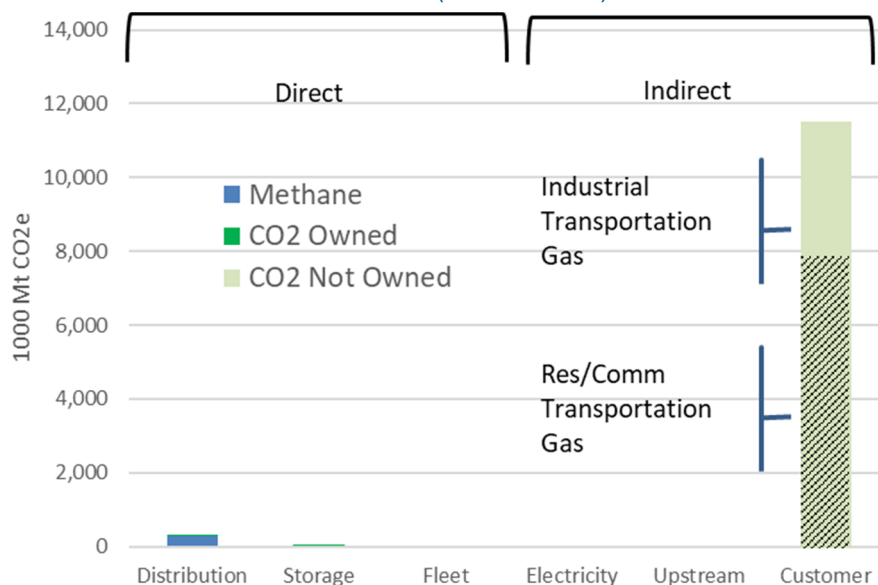 14,000
12,000
10,000
8,000
6,000
4,000
2,000
0
1000 Mt CO2e
Direct
Indirect
Methane
CO2 Owned
CO2 Not Owned
Industrial
Transportation
Gas
Res/Comm
Transportation
Gas
Distribution Storage Fleet Electricity Upstream Customer